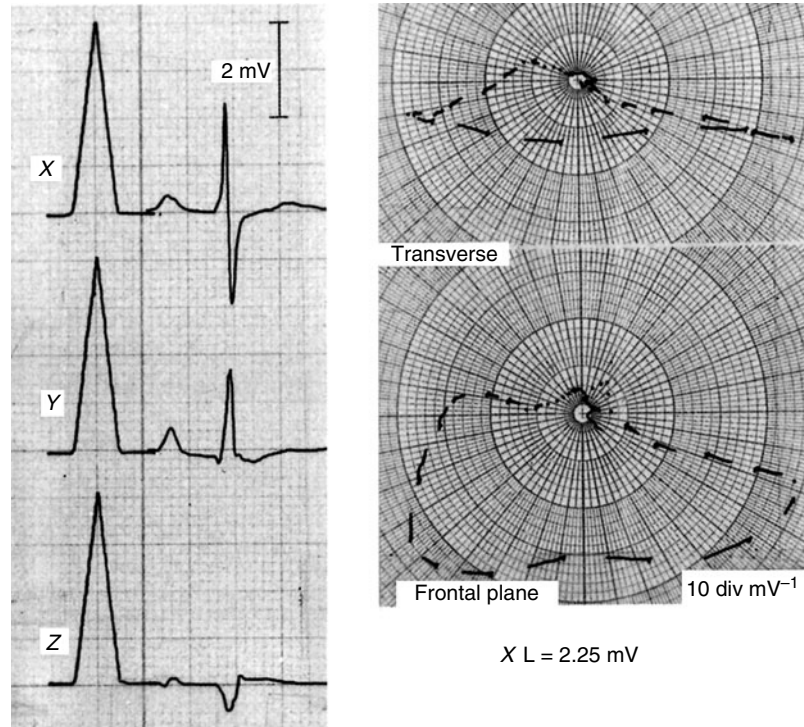 2 mV
X
Y
Z
Transverse
Frontal plane
10 div mV⁻¹
X L = 2.25 mV